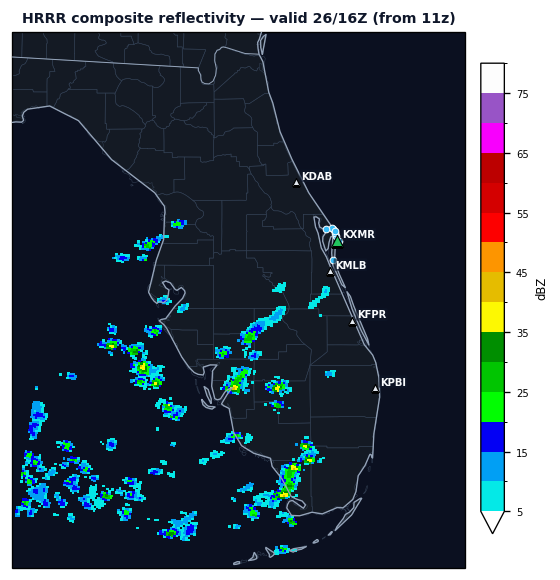 HRRR composite reflectivity — valid 26/16Z (from 11z)
KDAB
KXMR
KMLB
KFPR
KPBI
75
65
55
45
35
25
15
5
dBZ